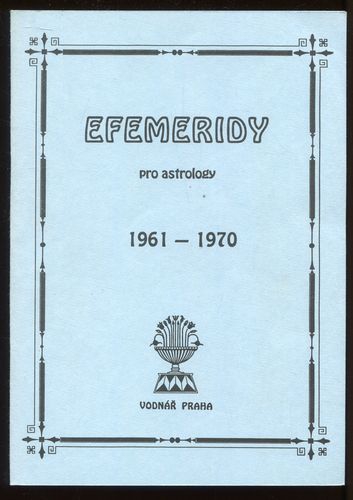 EFEMERIDY
pro astrology
1961 – 1970
VODNÁŘ PRAHA